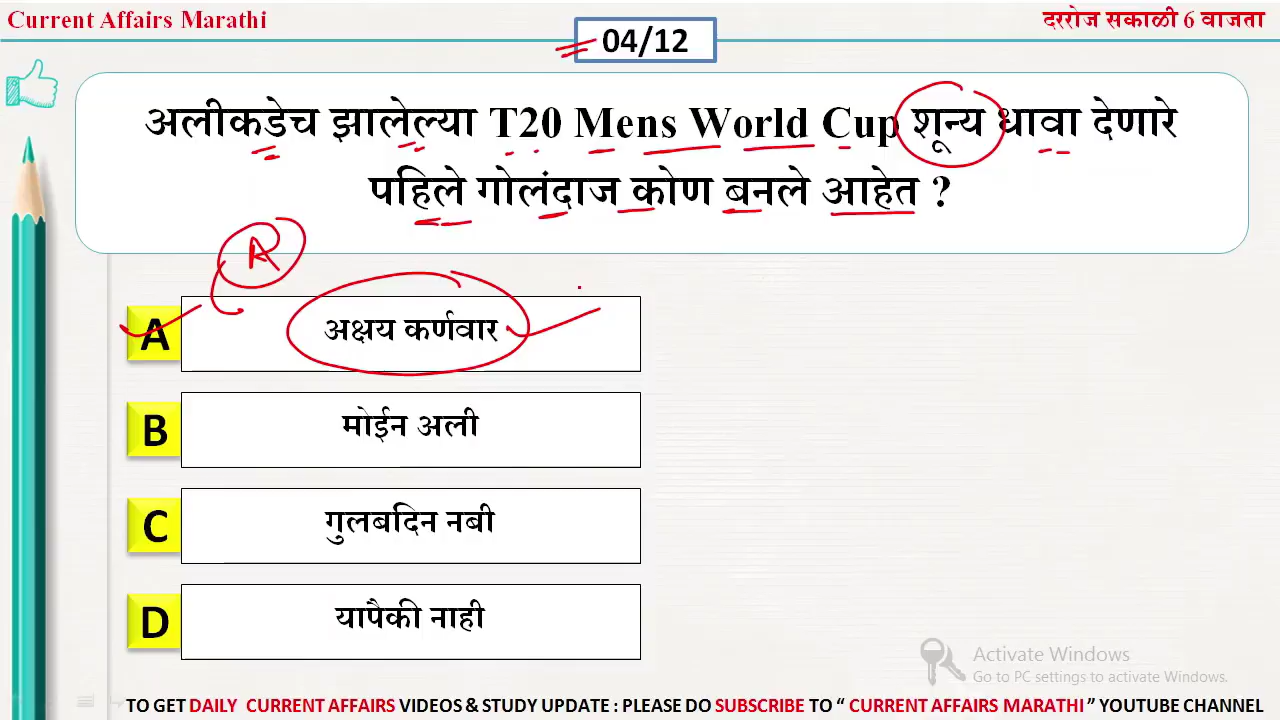 Current Affairs Marathi
04/12
दररोज सकाळी 6 वाजता
अलीकडेच झालेल्या T20 Mens World Cup शून्य धावा देणारे
पहिले गोलंदाज कोण बनले आहेत ?
A
A अक्षय कर्णवार
B मोईन अली
C गुलबदिन नबी
D यापैकी नाही
Activate Windows
Go to PC settings to activate Windows.
TO GET DAILY CURRENT AFFAIRS VIDEOS & STUDY UPDATE : PLEASE DO SUBSCRIBE TO “ CURRENT AFFAIRS MARATHI ” YOUTUBE CHANNEL